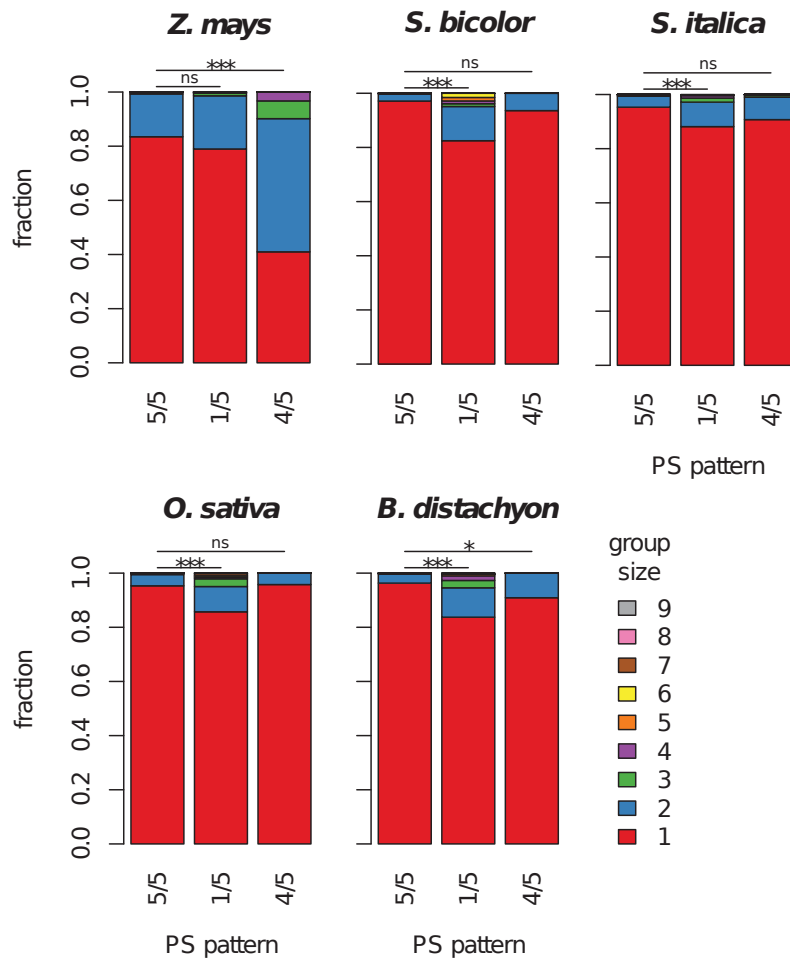 Z. mays
S. bicolor
S. italica
***
ns
ns
***
ns
***
fraction
0.0
0.2
0.4
0.6
0.8
1.0
5/5
1/5
4/5
5/5
1/5
4/5
5/5
1/5
4/5
PS pattern
O. sativa
B. distachyon
ns
***
*
***
fraction
0.0
0.2
0.4
0.6
0.8
1.0
5/5
1/5
4/5
5/5
1/5
4/5
PS pattern
PS pattern
group
size
9
8
7
6
5
4
3
2
1